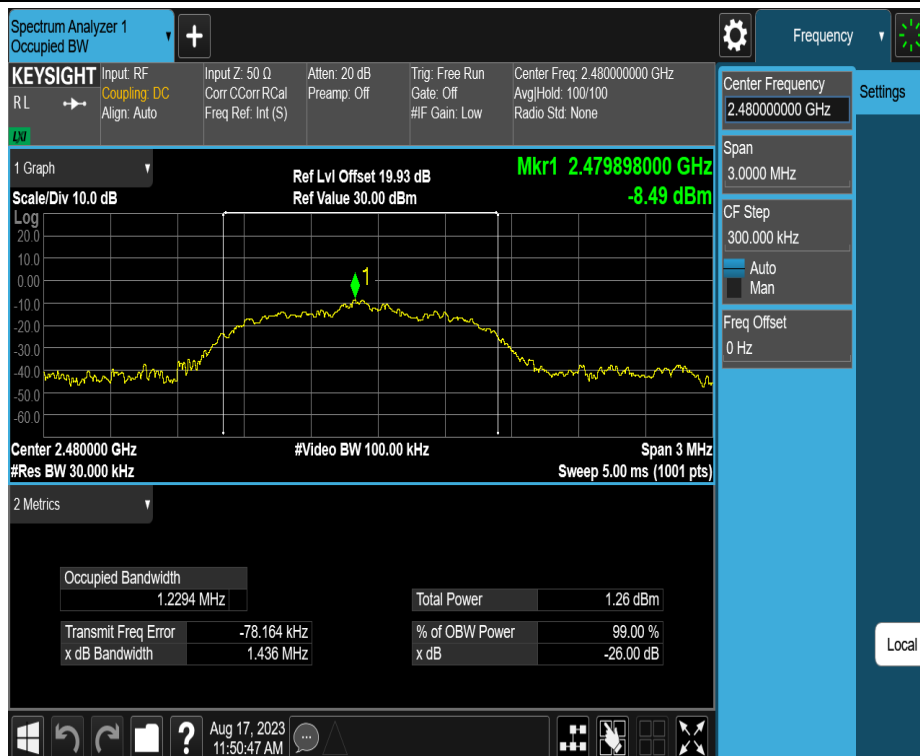 Spectrum Analyzer 1
Occupied BW
+
Frequency
KEYSIGHT
RL
LXI
Input: RF
Coupling: DC
Align: Auto
Input Z: 50 Ω
Corr CCorr RCal
Freq Ref: Int (S)
Atten: 20 dB
Preamp: Off
Trig: Free Run
Gate: Off
#IF Gain: Low
Center Freq: 2.480000000 GHz
Avg|Hold: 100/100
Radio Std: None
Center Frequency
2.480000000 GHz
Settings
Span
3.0000 MHz
CF Step
300.000 kHz
Auto
Man
Freq Offset
0 Hz
1 Graph
Scale/Div 10.0 dB
Ref Lvl Offset 19.93 dB
Ref Value 30.00 dBm
Mkr1 2.479898000 GHz
-8.49 dBm
Log
20.0
10.0
0.00
-10.0
-20.0
-30.0
-40.0
-50.0
-60.0
1
Center 2.480000 GHz
#Video BW 100.00 kHz
Span 3 MHz
#Res BW 30.000 kHz
Sweep 5.00 ms (1001 pts)
2 Metrics
Occupied Bandwidth
1.2294 MHz
Total Power 1.26 dBm
Transmit Freq Error -78.164 kHz
% of OBW Power 99.00 %
x dB Bandwidth 1.436 MHz
x dB -26.00 dB
Local
?
Aug 17, 2023
11:50:47 AM